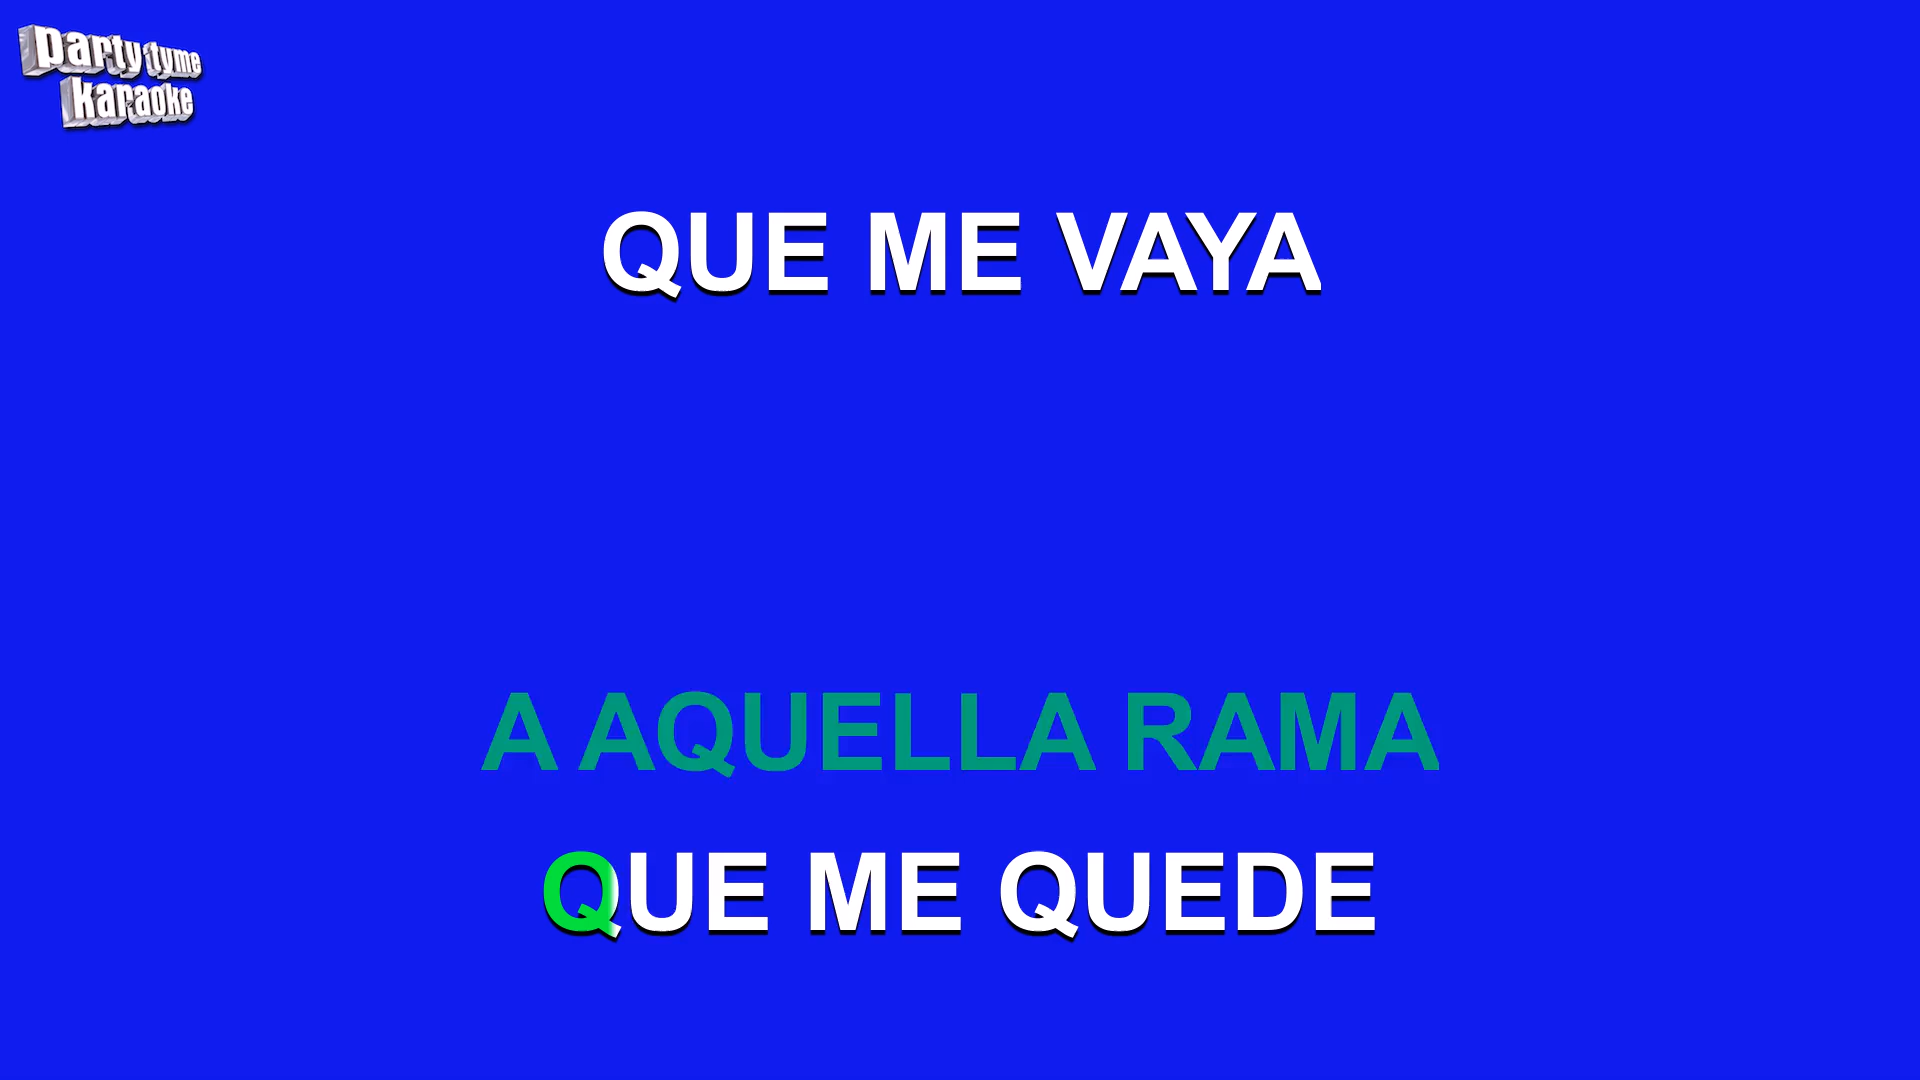 party tyme
karaoke
QUE ME VAYA
A AQUELLA RAMA
QUE ME QUEDE